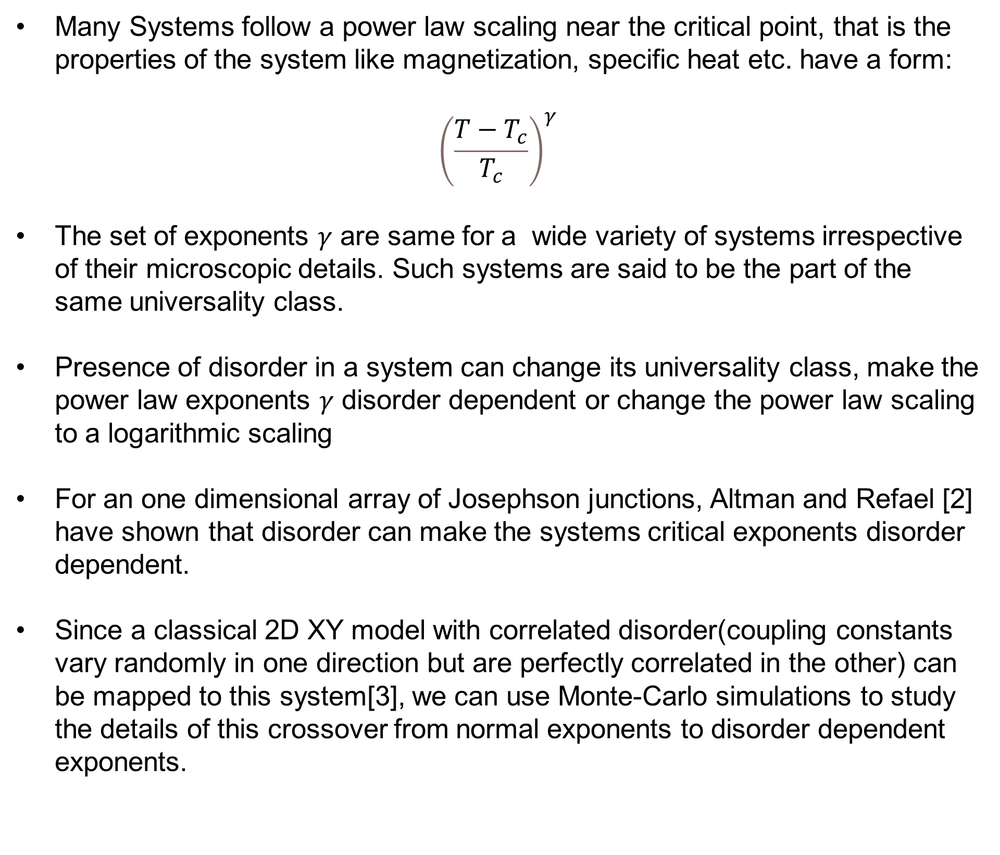 • Many Systems follow a power law scaling near the critical point, that is the
properties of the system like magnetization, specific heat etc. have a form:
$\left(\frac{T - T_c}{T_c}\right)^{\gamma}$
• The set of exponents $\gamma$ are same for a  wide variety of systems irrespective
of their microscopic details. Such systems are said to be the part of the
same universality class.
• Presence of disorder in a system can change its universality class, make the
power law exponents $\gamma$ disorder dependent or change the power law scaling
to a logarithmic scaling
• For an one dimensional array of Josephson junctions, Altman and Refael [2]
have shown that disorder can make the systems critical exponents disorder
dependent.
• Since a classical 2D XY model with correlated disorder(coupling constants
vary randomly in one direction but are perfectly correlated in the other) can
be mapped to this system[3], we can use Monte-Carlo simulations to study
the details of this crossover from normal exponents to disorder dependent
exponents.